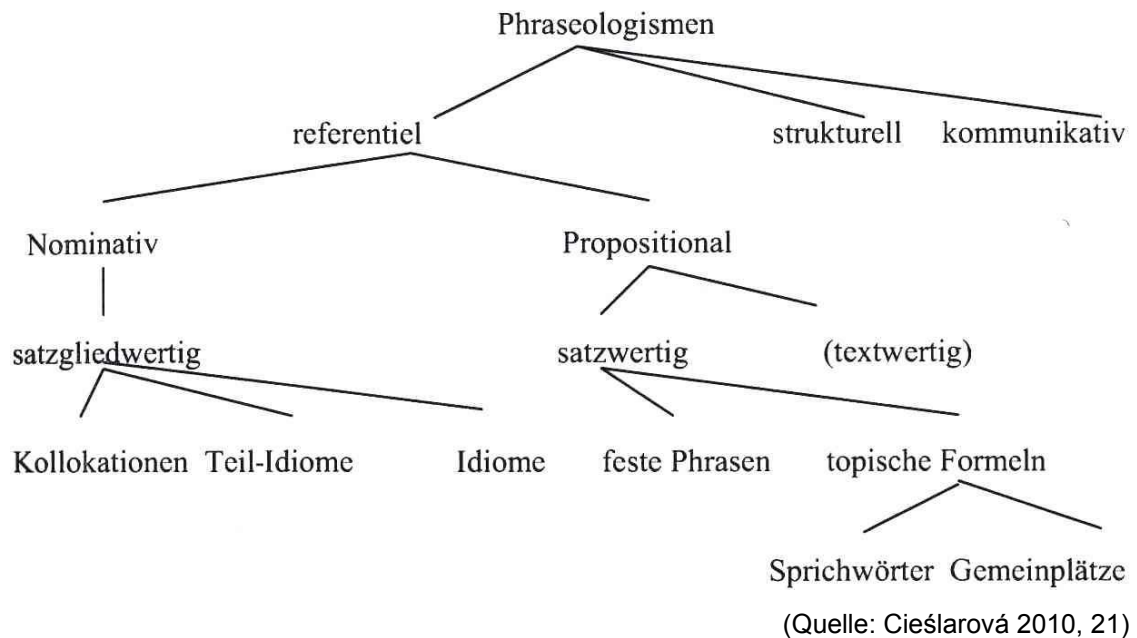 Phraseologismen
referentiel strukturell kommunikativ
Nominativ Propositional
satzgliedwertig satzwertig (textwertig)
Kollokationen Teil-Idiome Idiome feste Phrasen topische Formeln
Sprichwörter Gemeinplätze
(Quelle: Cieślarová 2010, 21)